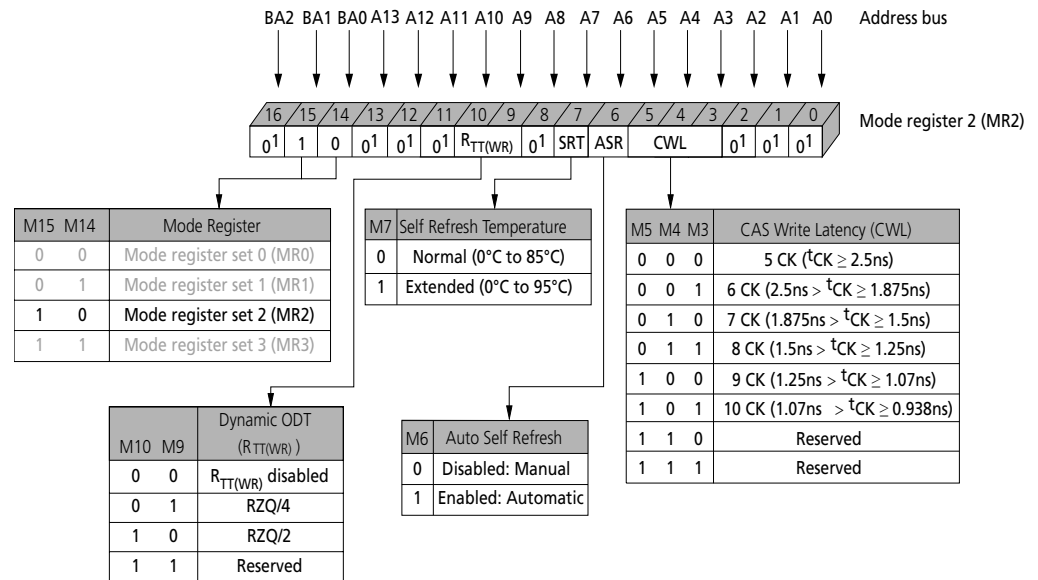 BA2 BA1 BA0 A13 A12 A11 A10 A9 A8 A7 A6 A5 A4 A3 A2 A1 A0 Address bus
16 15 14 13 12 11 10 9 8 7 6 5 4 3 2 1 0
Mode register 2 (MR2)
0¹ 1 0 0¹ 0¹ 0¹ RTT(WR) 0¹ SRT ASR CWL 0¹ 0¹ 0¹
M15 M14 Mode Register
0 0 Mode register set 0 (MR0)
0 1 Mode register set 1 (MR1)
1 0 Mode register set 2 (MR2)
1 1 Mode register set 3 (MR3)
M7 Self Refresh Temperature
0 Normal (0°C to 85°C)
1 Extended (0°C to 95°C)
M5 M4 M3 CAS Write Latency (CWL)
0 0 0 5 CK (tCK ≥ 2.5ns)
0 0 1 6 CK (2.5ns > tCK ≥ 1.875ns)
0 1 0 7 CK (1.875ns > tCK ≥ 1.5ns)
0 1 1 8 CK (1.5ns > tCK ≥ 1.25ns)
1 0 0 9 CK (1.25ns > tCK ≥ 1.07ns)
1 0 1 10 CK (1.07ns > tCK ≥ 0.938ns)
1 1 0 Reserved
1 1 1 Reserved
Dynamic ODT
M10 M9 (RTT(WR) )
0 0 RTT(WR) disabled
0 1 RZQ/4
1 0 RZQ/2
1 1 Reserved
M6 Auto Self Refresh
0 Disabled: Manual
1 Enabled: Automatic